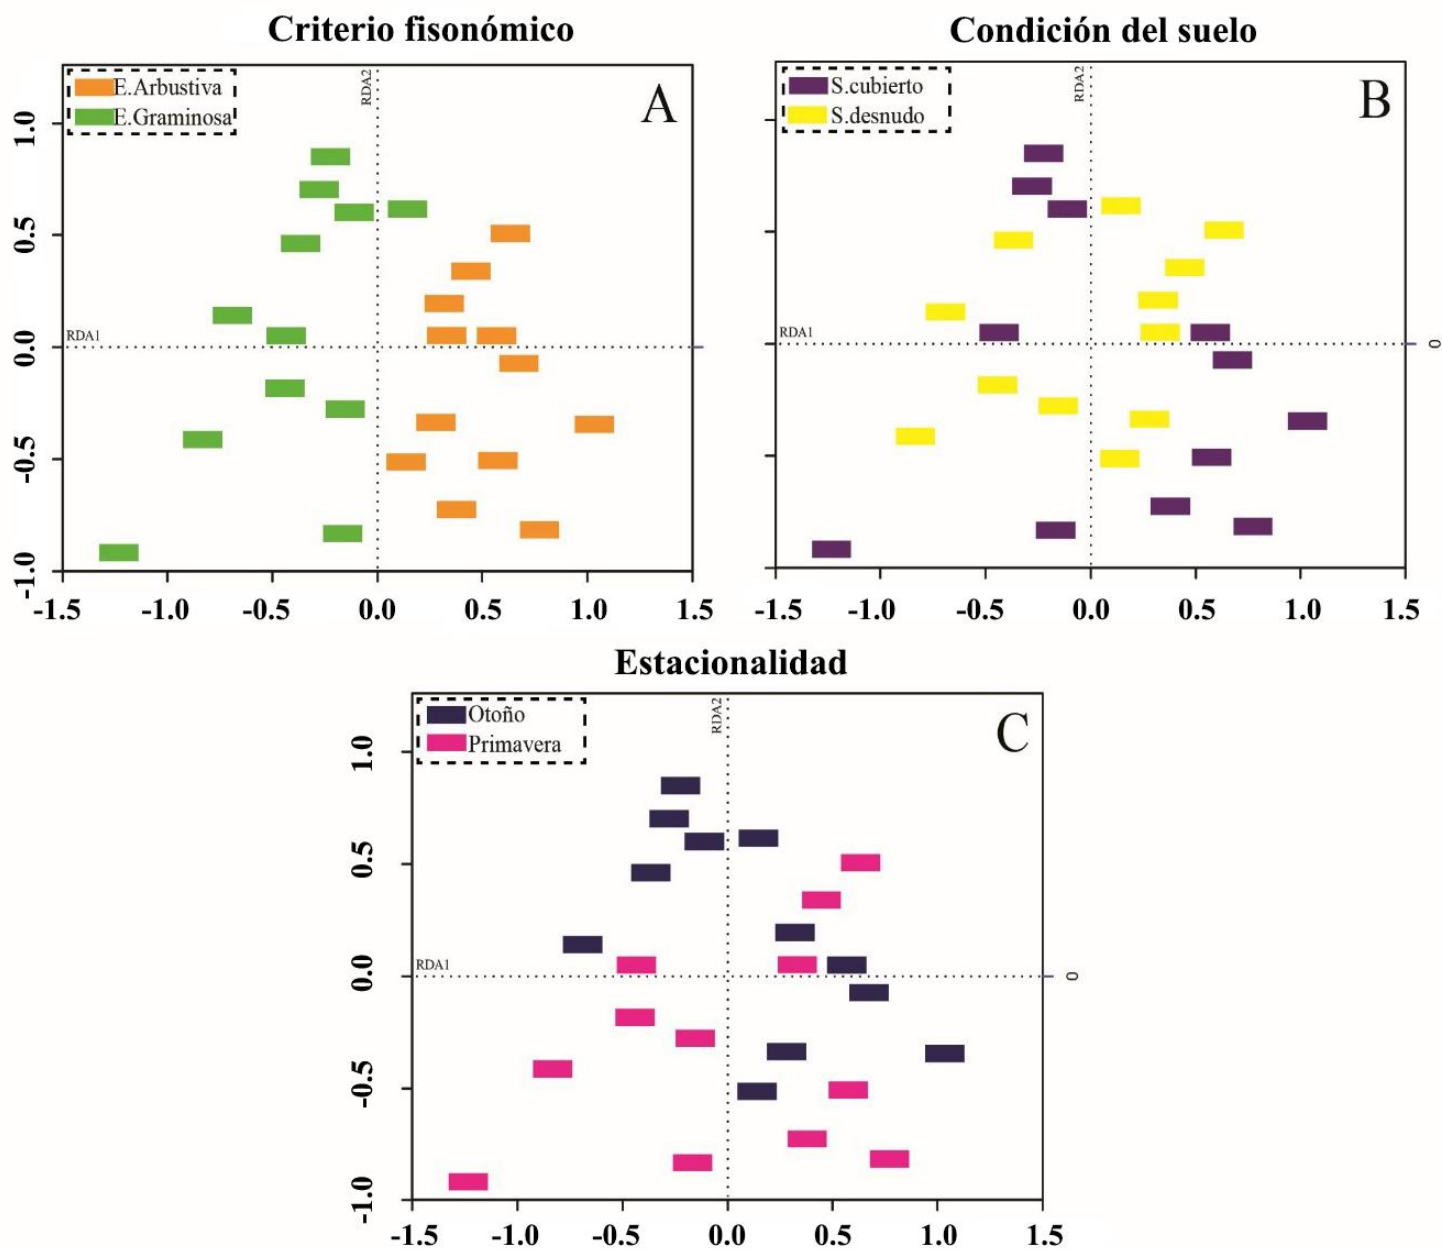 Criterio fisonómico
E.Arbustiva
E.Graminosa
RDA2
A
RDA1
1.0
0.5
0.0
-0.5
-1.0
-1.5 -1.0 -0.5 0.0 0.5 1.0 1.5
Condición del suelo
S.cubierto
S.desnudo
RDA2
B
RDA1
0
-1.5 -1.0 -0.5 0.0 0.5 1.0 1.5
Estacionalidad
Otoño
Primavera
RDA2
C
RDA1
0
1.0
0.5
0.0
-0.5
-1.0
-1.5 -1.0 -0.5 0.0 0.5 1.0 1.5